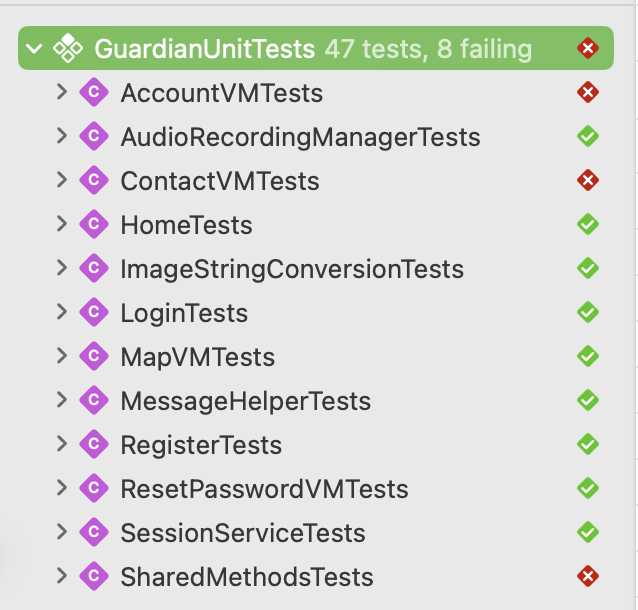 GuardianUnitTests 47 tests, 8 failing
C AccountVMTests
C AudioRecordingManagerTests
C ContactVMTests
C HomeTests
C ImageStringConversionTests
C LoginTests
C MapVMTests
C MessageHelperTests
C RegisterTests
C ResetPasswordVMTests
C SessionServiceTests
C SharedMethodsTests